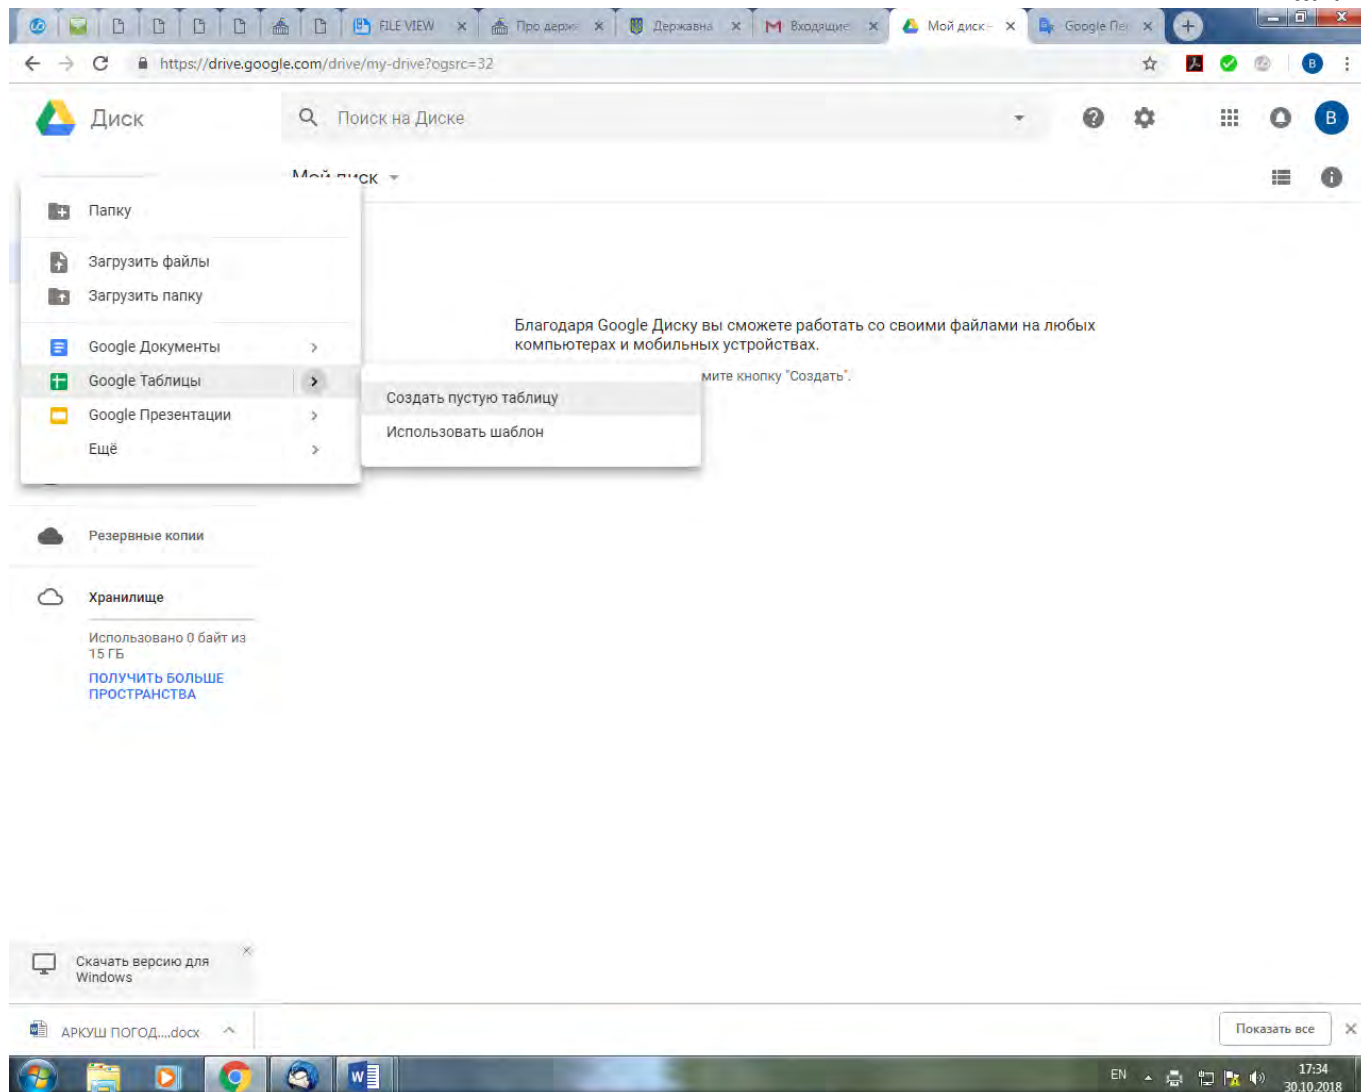 FILE VIEW
Про держ
Державна
Входящие
Мой диск –
Google Пе
https://drive.google.com/drive/my-drive?ogsrc=32
B
Диск
Поиск на Диске
B
Мой диск
Папку
Загрузить файлы
Загрузить папку
Google Документы
Google Таблицы
Google Презентации
Ещё
Создать пустую таблицу
Использовать шаблон
Благодаря Google Диску вы сможете работать со своими файлами на любых
компьютерах и мобильных устройствах.
мите кнопку "Создать".
Резервные копии
Хранилище
Использовано 0 байт из
15 ГБ
ПОЛУЧИТЬ БОЛЬШЕ
ПРОСТРАНСТВА
Скачать версию для
Windows
АРКУШ ПОГОД....docx
Показать все
EN
17:34
30.10.2018